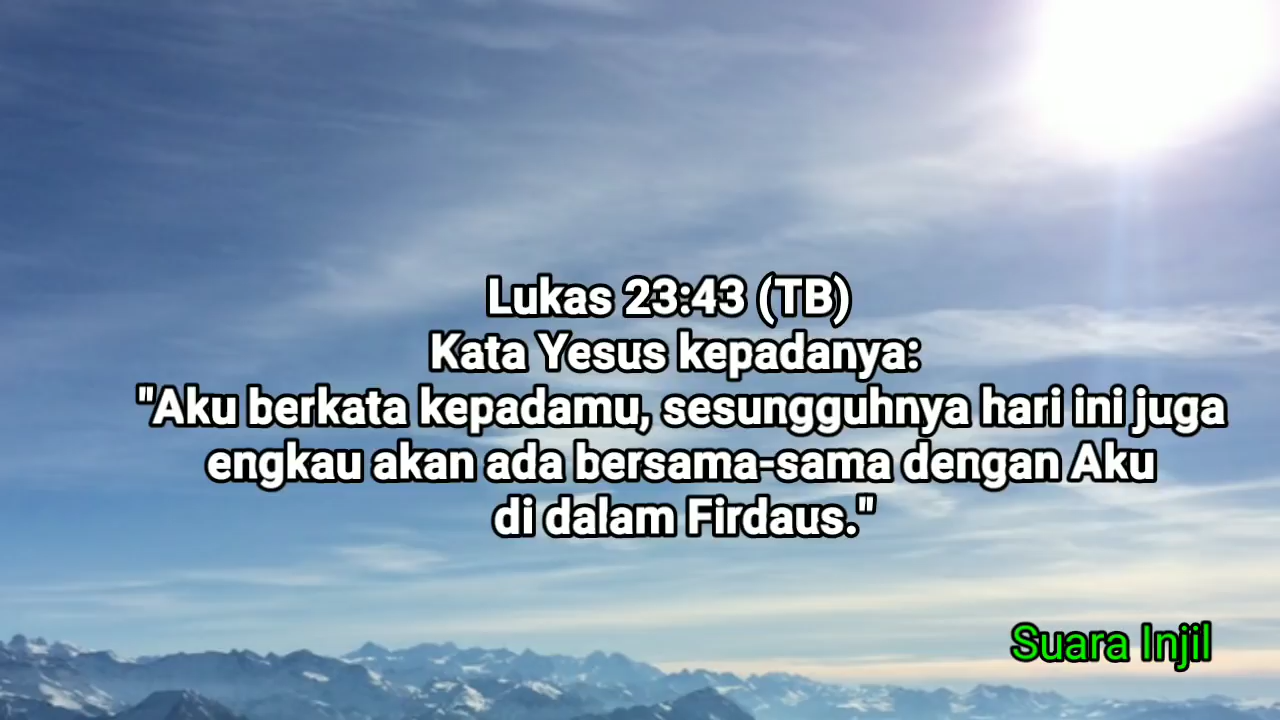 Lukas 23:43 (TB)
Kata Yesus kepadanya:
"Aku berkata kepadamu, sesungguhnya hari ini juga
engkau akan ada bersama-sama dengan Aku
di dalam Firdaus."
Suara Injil